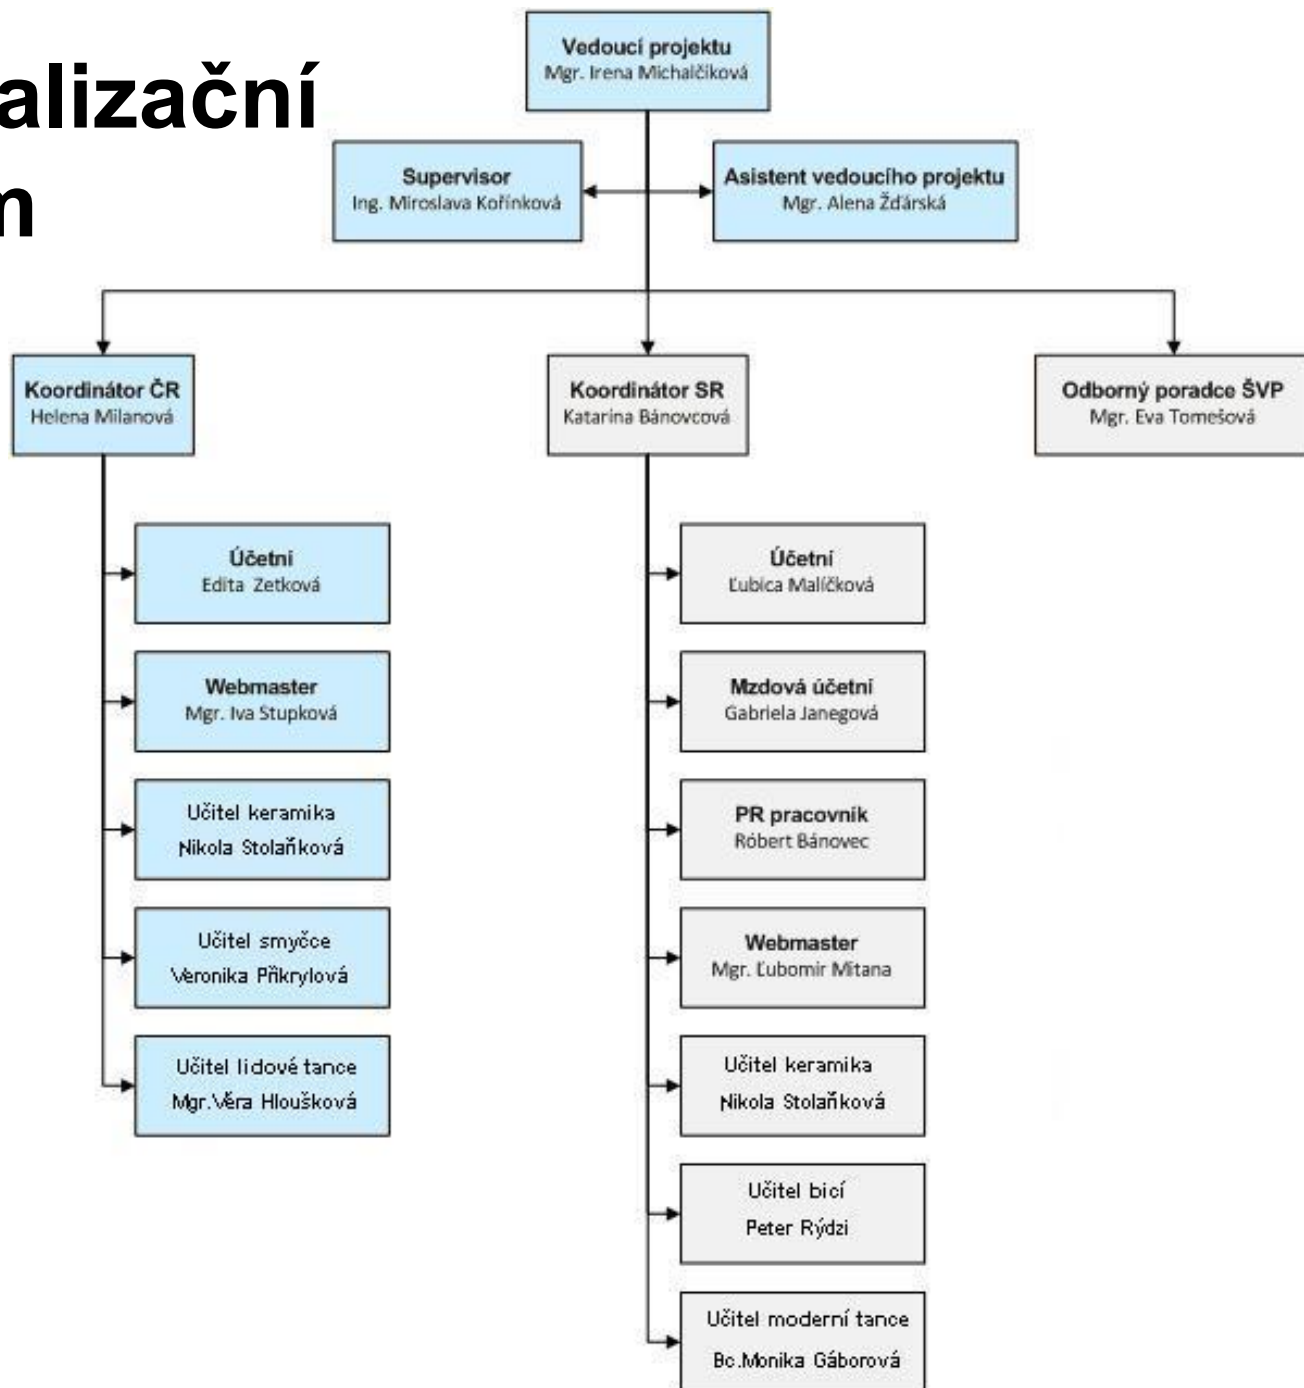 alizační
m
Vedoucí projektu
Mgr. Irena Michalčíková
Supervisor
Ing. Miroslava Kořínková
Asistent vedoucího projektu
Mgr. Alena Žďárská
Koordinátor ČR
Helena Milanová
Koordinátor SR
Katarína Bánovcová
Odborný poradce ŠVP
Mgr. Eva Tomešová
Účetní
Edita Zetková
Webmaster
Mgr. Iva Stupková
Učitel keramika
Nikola Stolaňková
Učitel smyčce
Veronika Přikrylová
Učitel lidové tance
Mgr.Věra Hloušková
Účetní
Ľubica Malíčková
Mzdová účetní
Gabriela Janegová
PR pracovník
Róbert Bánovec
Webmaster
Mgr. Ľubomír Mitana
Učitel keramika
Nikola Stolaňková
Učitel bicí
Peter Rýdzi
Učitel moderní tance
Bc.Monika Gáborová